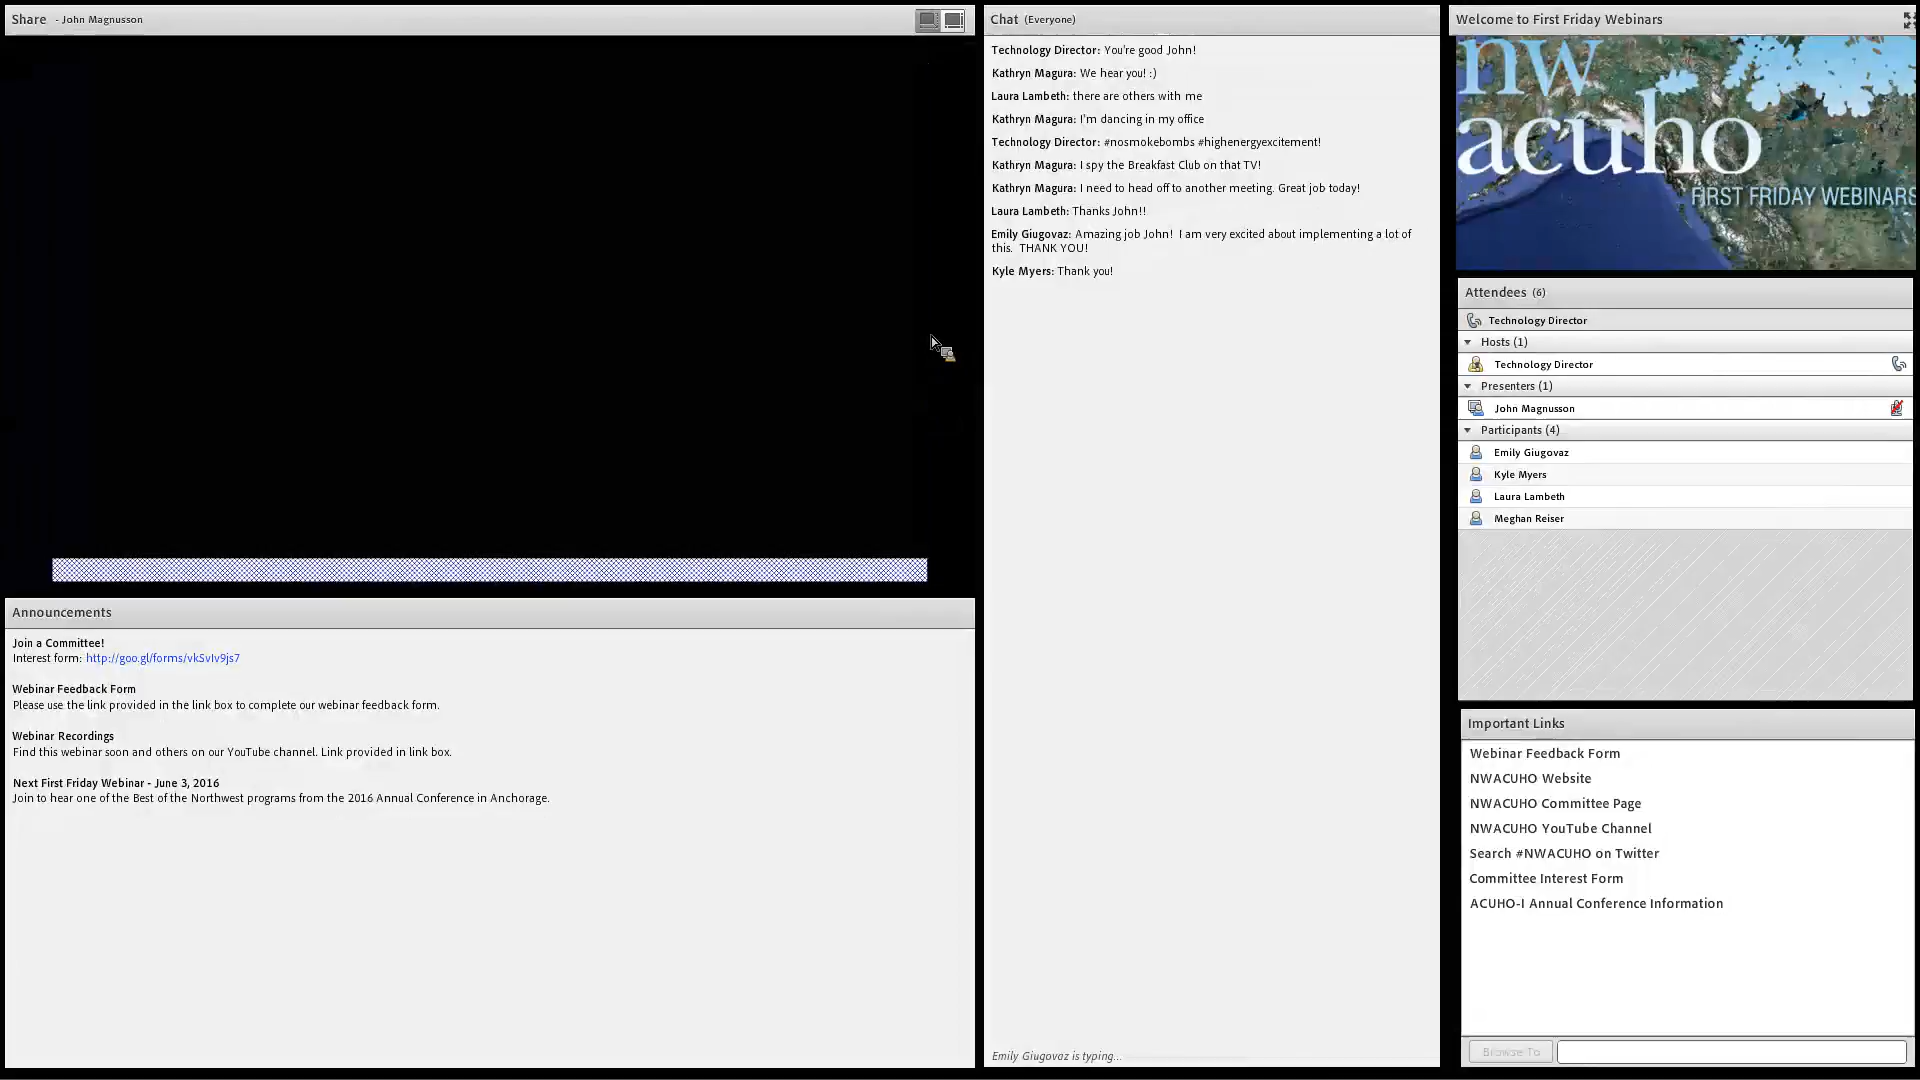 Share - John Magnusson
Chat (Everyone)
Technology Director: You're good John!
Kathryn Magura: We hear you! :)
Laura Lambeth: there are others with me
Kathryn Magura: I'm dancing in my office
Technology Director: #nosmokebombs #highenergyexcitement!
Kathryn Magura: I spy the Breakfast Club on that TV!
Kathryn Magura: I need to head off to another meeting. Great job today!
Laura Lambeth: Thanks John!!
Emily Giugovaz: Amazing job John!  I am very excited about implementing a lot of
this.  THANK YOU!
Kyle Myers: Thank you!
Emily Giugovaz is typing...
Welcome to First Friday Webinars
nw
acuho
FIRST FRIDAY WEBINARS
Attendees (6)
Technology Director
Hosts (1)
Technology Director
Presenters (1)
John Magnusson
Participants (4)
Emily Giugovaz
Kyle Myers
Laura Lambeth
Meghan Reiser
Announcements
Join a Committee!
Interest form: http://goo.gl/forms/vkSvIv9js7
Webinar Feedback Form
Please use the link provided in the link box to complete our webinar feedback form.
Webinar Recordings
Find this webinar soon and others on our YouTube channel. Link provided in link box.
Next First Friday Webinar - June 3, 2016
Join to hear one of the Best of the Northwest programs from the 2016 Annual Conference in Anchorage.
Important Links
Webinar Feedback Form
NWACUHO Website
NWACUHO Committee Page
NWACUHO YouTube Channel
Search #NWACUHO on Twitter
Committee Interest Form
ACUHO-I Annual Conference Information
Browse To